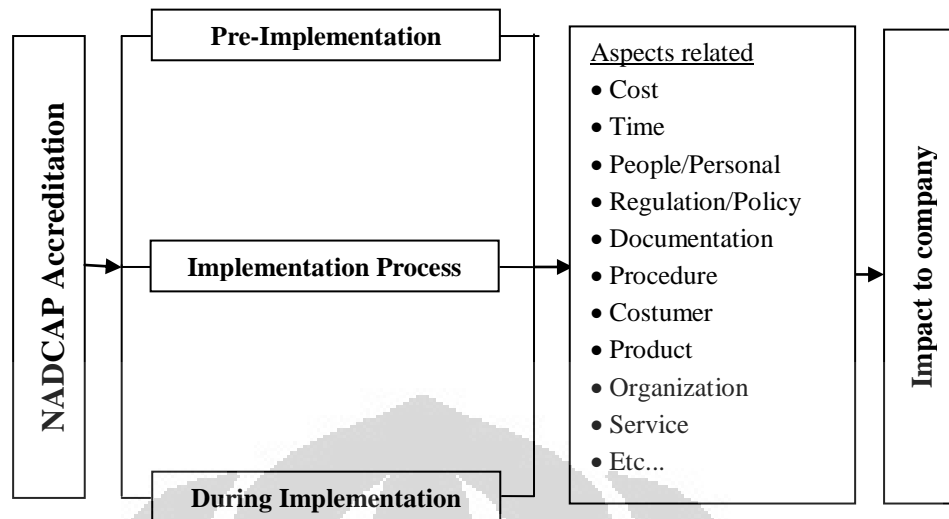 NADCAP Accreditation
Pre-Implementation
Implementation Process
During Implementation
Aspects related
• Cost
• Time
• People/Personal
• Regulation/Policy
• Documentation
• Procedure
• Costumer
• Product
• Organization
• Service
• Etc...
Impact to company